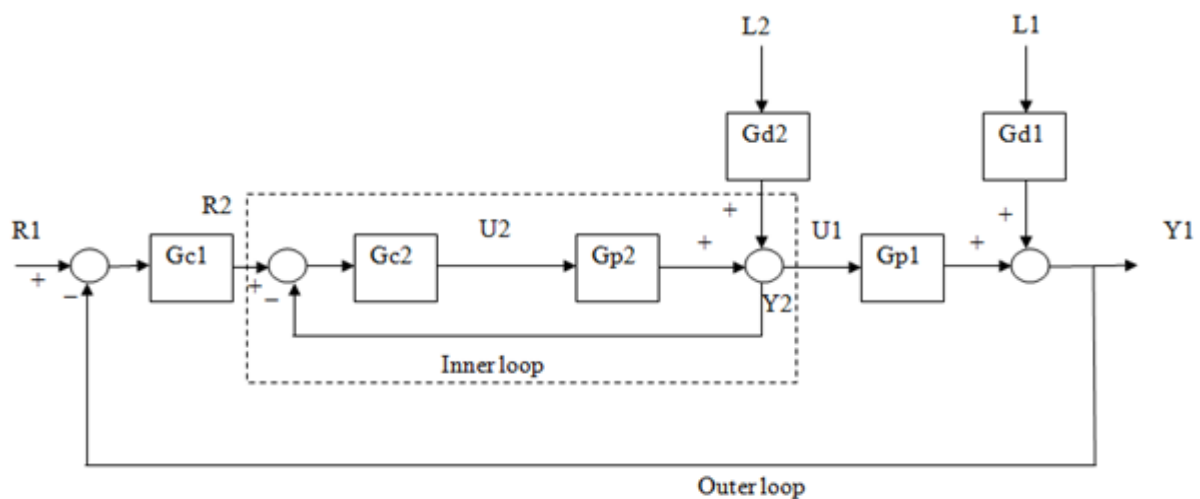 L2 L1
Gd2 Gd1
R2
+ +
R1 U2 U1 Y1
Gc1 Gc2 Gp2 + Gp1 +
+ − + − Y2
Inner loop
Outer loop